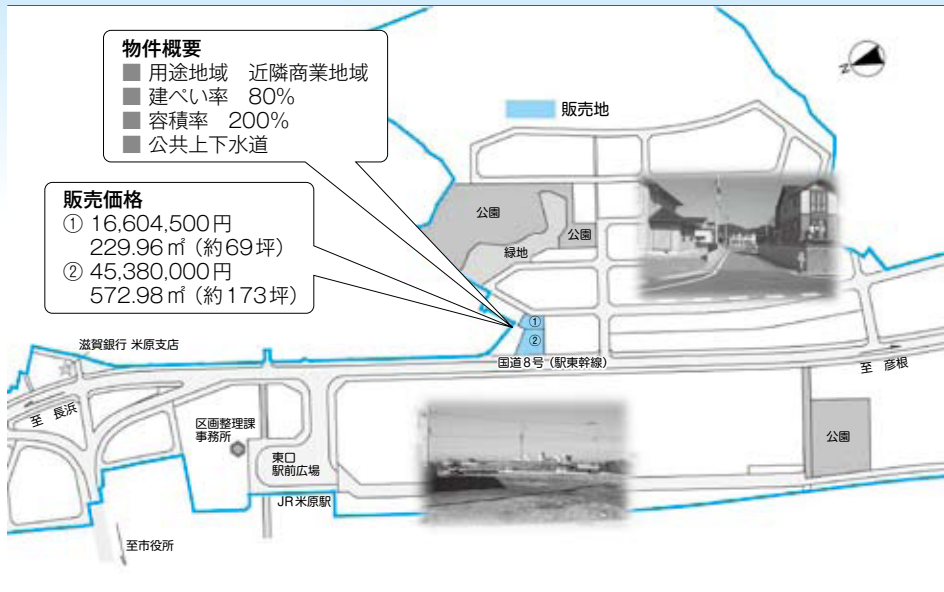 物件概要
■ 用途地域　近隣商業地域
■ 建ぺい率　80%
■ 容積率　200%
■ 公共上下水道
N
販売地
販売価格
① 16,604,500円
229.96㎡（約69坪）
② 45,380,000円
572.98㎡（約173坪）
公園
公園
緑地
①
②
滋賀銀行 米原支店
国道8号（駅東幹線）
至 彦根
至 長浜
区画整理課
事務所
東口
駅前広場
公園
JR米原駅
至市役所